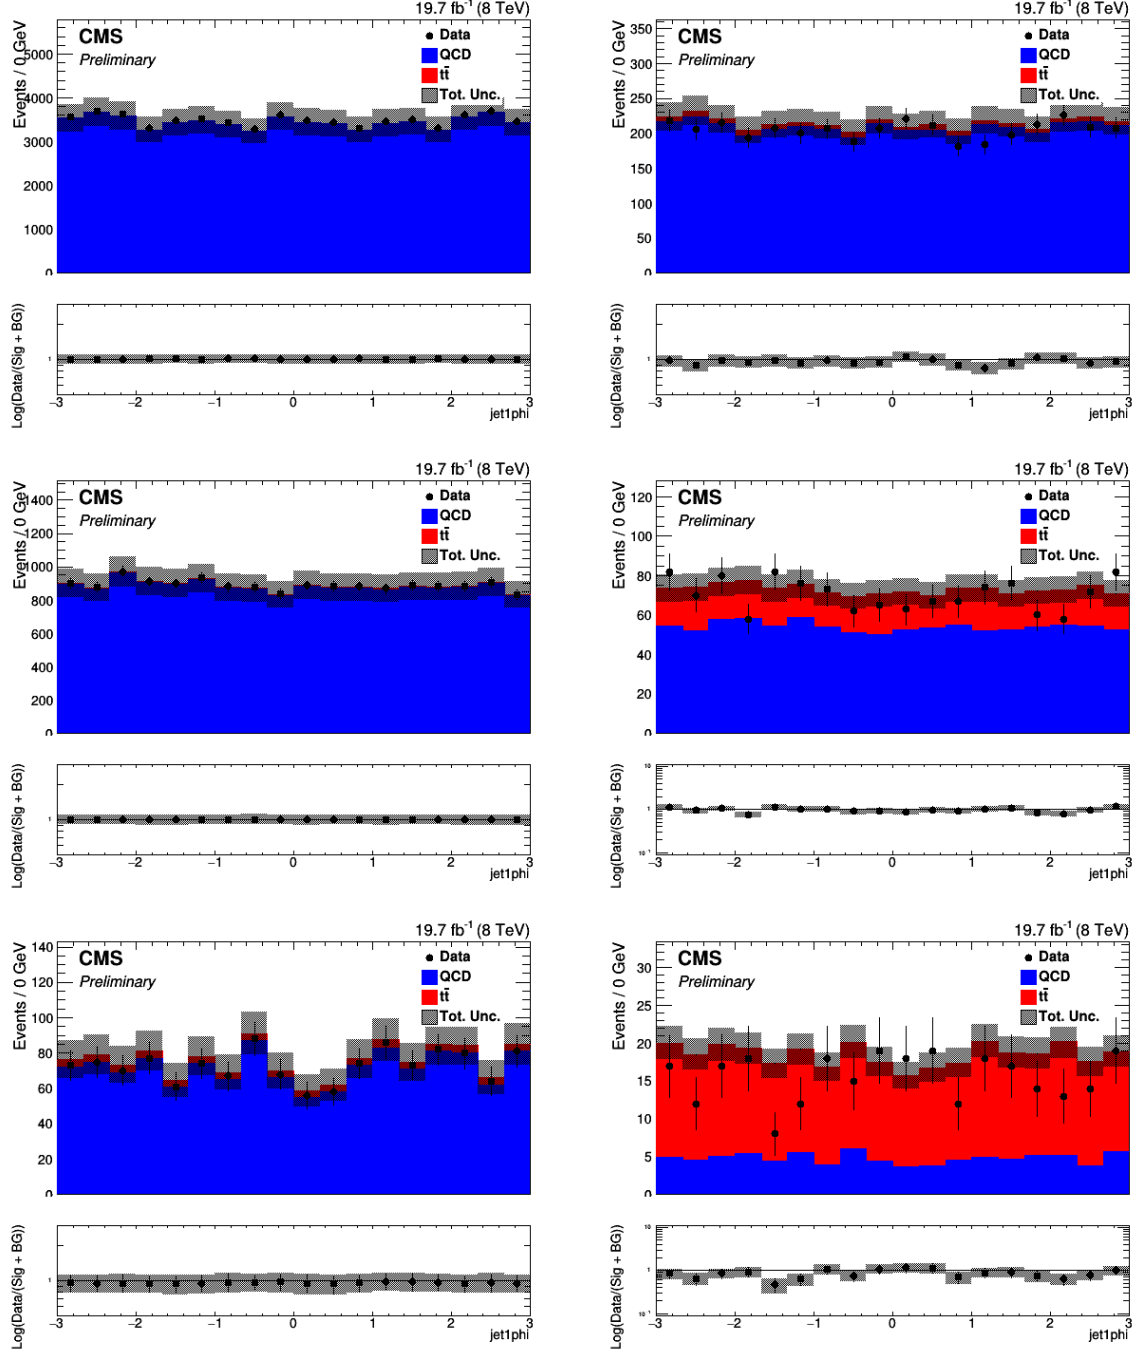 19.7 fb⁻¹ (8 TeV)
CMS
Preliminary
Data
QCD
tt̄
Tot. Unc.
Events / 0 GeV
5000
4000
3000
2000
1000
0
Log(Data/(Sig + BG))
1
−3 −2 −1 0 1 2 3
jet1phi
19.7 fb⁻¹ (8 TeV)
CMS
Preliminary
Data
QCD
tt̄
Tot. Unc.
Events / 0 GeV
350
300
250
200
150
100
50
0
Log(Data/(Sig + BG))
1
−3 −2 −1 0 1 2 3
jet1phi
19.7 fb⁻¹ (8 TeV)
CMS
Preliminary
Data
QCD
tt̄
Tot. Unc.
Events / 0 GeV
1400
1200
1000
800
600
400
200
0
Log(Data/(Sig + BG))
1
−3 −2 −1 0 1 2 3
jet1phi
19.7 fb⁻¹ (8 TeV)
CMS
Preliminary
Data
QCD
tt̄
Tot. Unc.
Events / 0 GeV
120
100
80
60
40
20
0
Log(Data/(Sig + BG))
10
1
10⁻¹
−3 −2 −1 0 1 2 3
jet1phi
19.7 fb⁻¹ (8 TeV)
CMS
Preliminary
Data
QCD
tt̄
Tot. Unc.
Events / 0 GeV
140
120
100
80
60
40
20
0
Log(Data/(Sig + BG))
1
−3 −2 −1 0 1 2 3
jet1phi
19.7 fb⁻¹ (8 TeV)
CMS
Preliminary
Data
QCD
tt̄
Tot. Unc.
Events / 0 GeV
30
25
20
15
10
5
0
Log(Data/(Sig + BG))
10
1
10⁻¹
−3 −2 −1 0 1 2 3
jet1phi